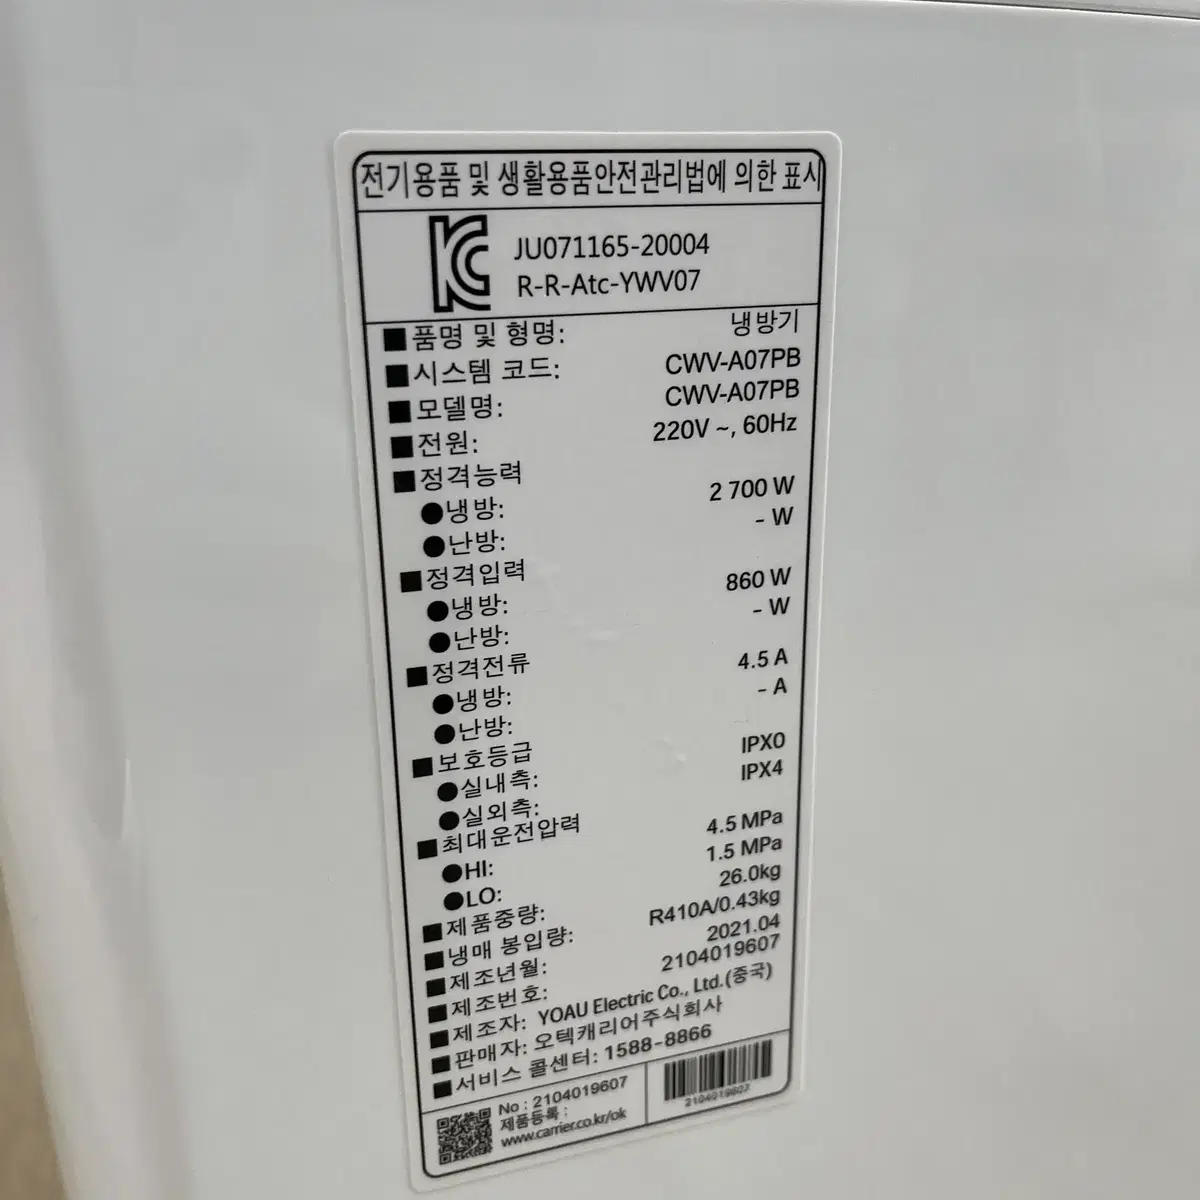 전기용품 및 생활용품안전관리법에 의한 표시
KC JU071165-20004
R-R-Atc-YWV07
■품명 및 형명: 냉방기
■시스템 코드: CWV-A07PB
■모델명: CWV-A07PB
■전원: 220V ~, 60Hz
■정격능력
●냉방: 2 700 W
●난방: - W
■정격입력
●냉방: 860 W
●난방: - W
■정격전류
●냉방: 4.5 A
●난방: - A
■보호등급
●실내측: IPX0
●실외측: IPX4
■최대운전압력
●HI: 4.5 MPa
●LO: 1.5 MPa
■제품중량: 26.0kg
■냉매 봉입량: R410A/0.43kg
■제조년월: 2021.04
■제조번호: 2104019607
■제조자: YOAU Electric Co., Ltd.(중국)
■판매자: 오텍캐리어주식회사
■서비스 콜센터: 1588-8866
No : 2104019607
제품등록 :
www.carrier.co.kr/ok
2104019607